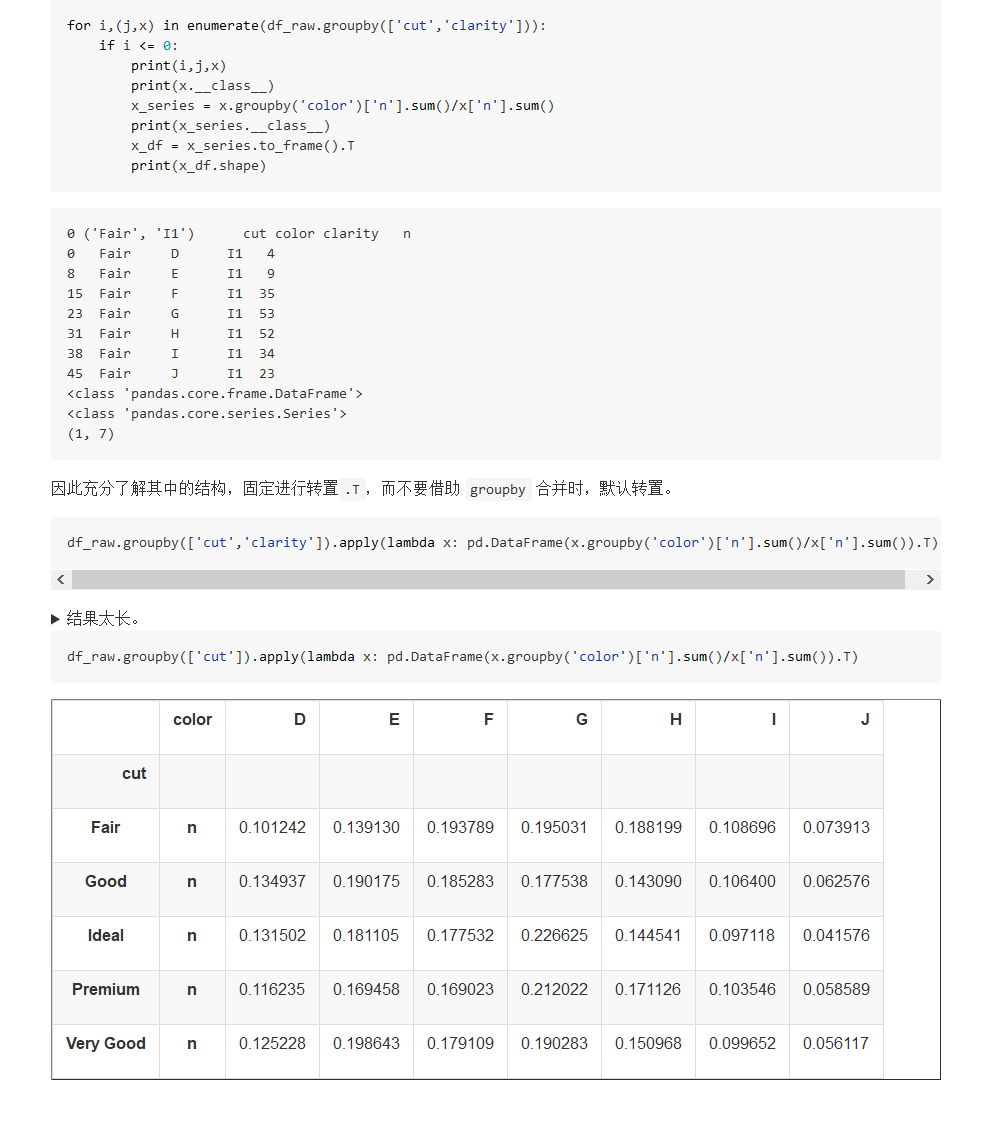 for i,(j,x) in enumerate(df_raw.groupby(['cut','clarity'])):
    if i <= 0:
        print(i,j,x)
        print(x.__class__)
        x_series = x.groupby('color')['n'].sum()/x['n'].sum()
        print(x_series.__class__)
        x_df = x_series.to_frame().T
        print(x_df.shape)
0 ('Fair', 'I1')      cut color clarity   n
0   Fair     D      I1   4
8   Fair     E      I1   9
15  Fair     F      I1  35
23  Fair     G      I1  53
31  Fair     H      I1  52
38  Fair     I      I1  34
45  Fair     J      I1  23
<class 'pandas.core.frame.DataFrame'>
<class 'pandas.core.series.Series'>
(1, 7)
因此充分了解其中的结构，固定进行转置 .T，而不要借助 groupby 合并时，默认转置。
df_raw.groupby(['cut','clarity']).apply(lambda x: pd.DataFrame(x.groupby('color')['n'].sum()/x['n'].sum()).T)
结果太长。
df_raw.groupby(['cut']).apply(lambda x: pd.DataFrame(x.groupby('color')['n'].sum()/x['n'].sum()).T)
color D E F G H I J
cut
Fair n 0.101242 0.139130 0.193789 0.195031 0.188199 0.108696 0.073913
Good n 0.134937 0.190175 0.185283 0.177538 0.143090 0.106400 0.062576
Ideal n 0.131502 0.181105 0.177532 0.226625 0.144541 0.097118 0.041576
Premium n 0.116235 0.169458 0.169023 0.212022 0.171126 0.103546 0.058589
Very Good n 0.125228 0.198643 0.179109 0.190283 0.150968 0.099652 0.056117